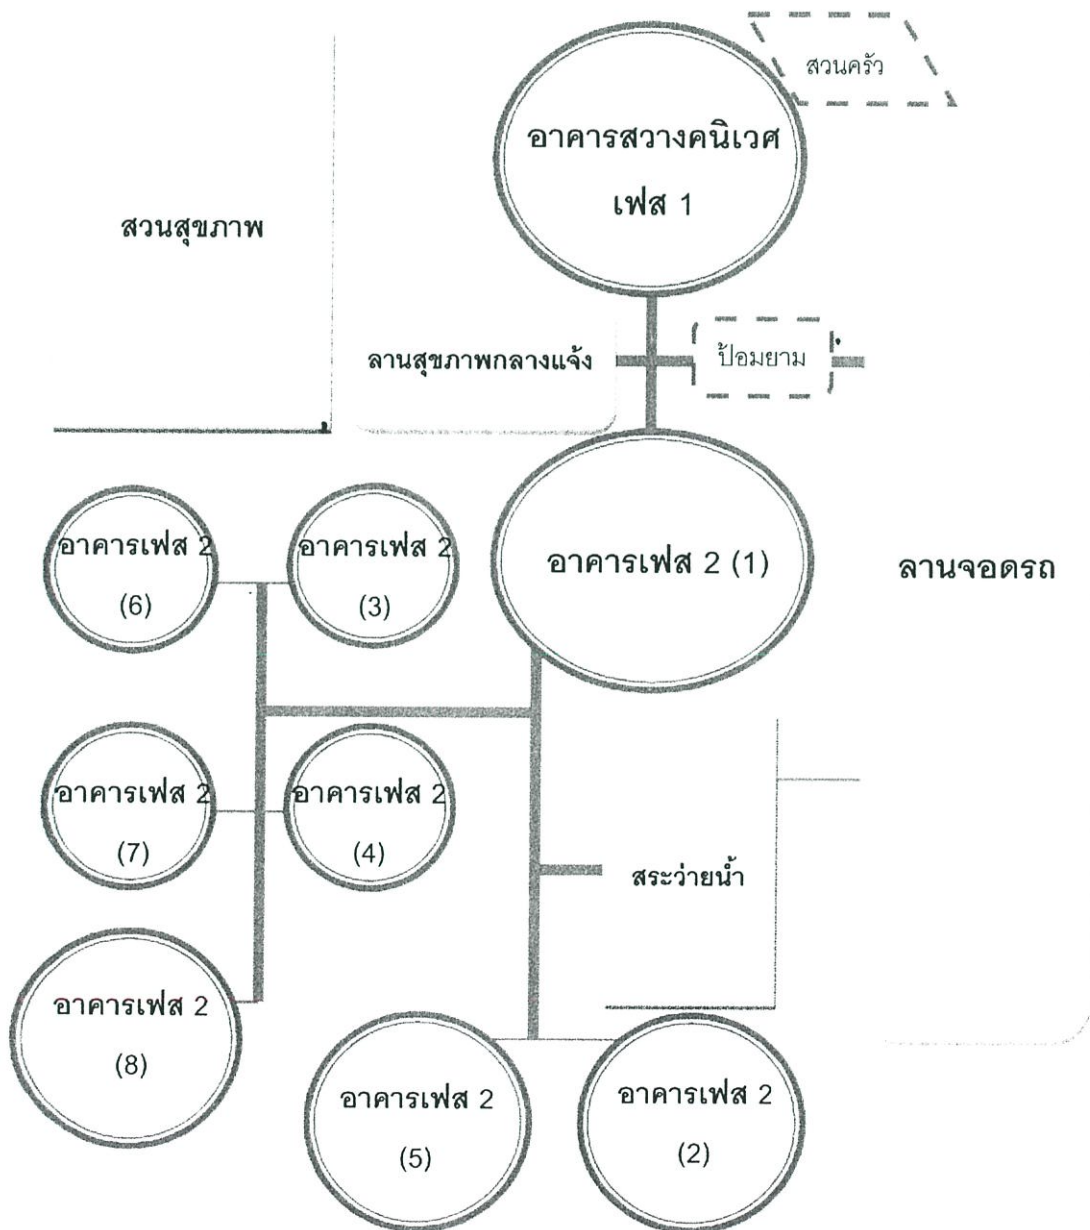 สวนครัว
อาคารสวางคนิเวศ
เฟส 1
สวนสุขภาพ
ลานสุขภาพกลางแจ้ง
ป้อมยาม
อาคารเฟส 2
(6)
อาคารเฟส 2
(3)
อาคารเฟส 2 (1)
ลานจอดรถ
อาคารเฟส 2
(7)
อาคารเฟส 2
(4)
สระว่ายน้ำ
อาคารเฟส 2
(8)
อาคารเฟส 2
(5)
อาคารเฟส 2
(2)